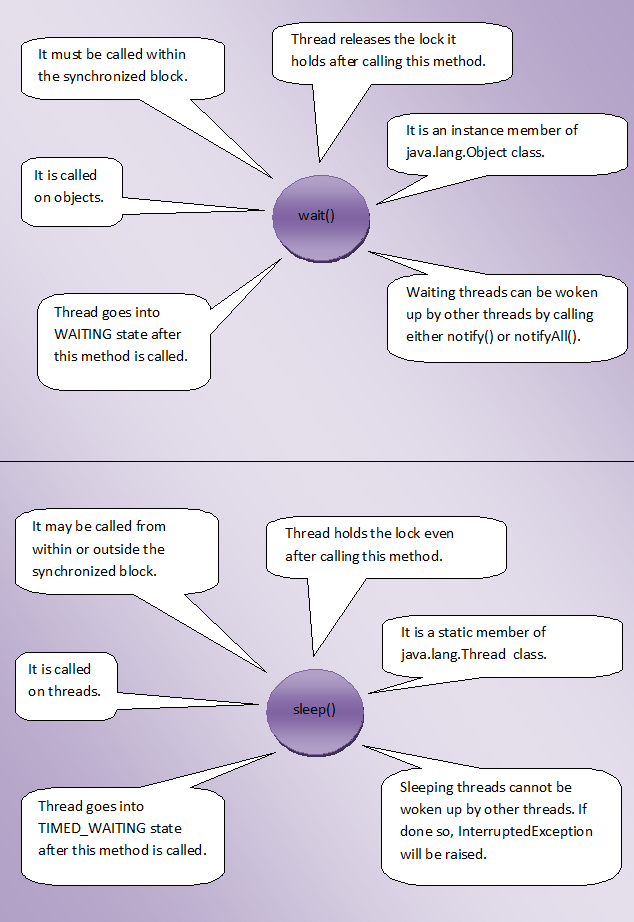 It must be called within
the synchronized block.
Thread releases the lock it
holds after calling this method.
It is an instance member of
java.lang.Object class.
It is called
on objects.
wait()
Thread goes into
WAITING state after
this method is called.
Waiting threads can be woken
up by other threads by calling
either notify() or notifyAll().
It may be called from
within or outside the
synchronized block.
Thread holds the lock even
after calling this method.
It is a static member of
java.lang.Thread class.
It is called
on threads.
sleep()
Thread goes into
TIMED_WAITING state
after this method is called.
Sleeping threads cannot be
woken up by other threads. If
done so, InterruptedException
will be raised.